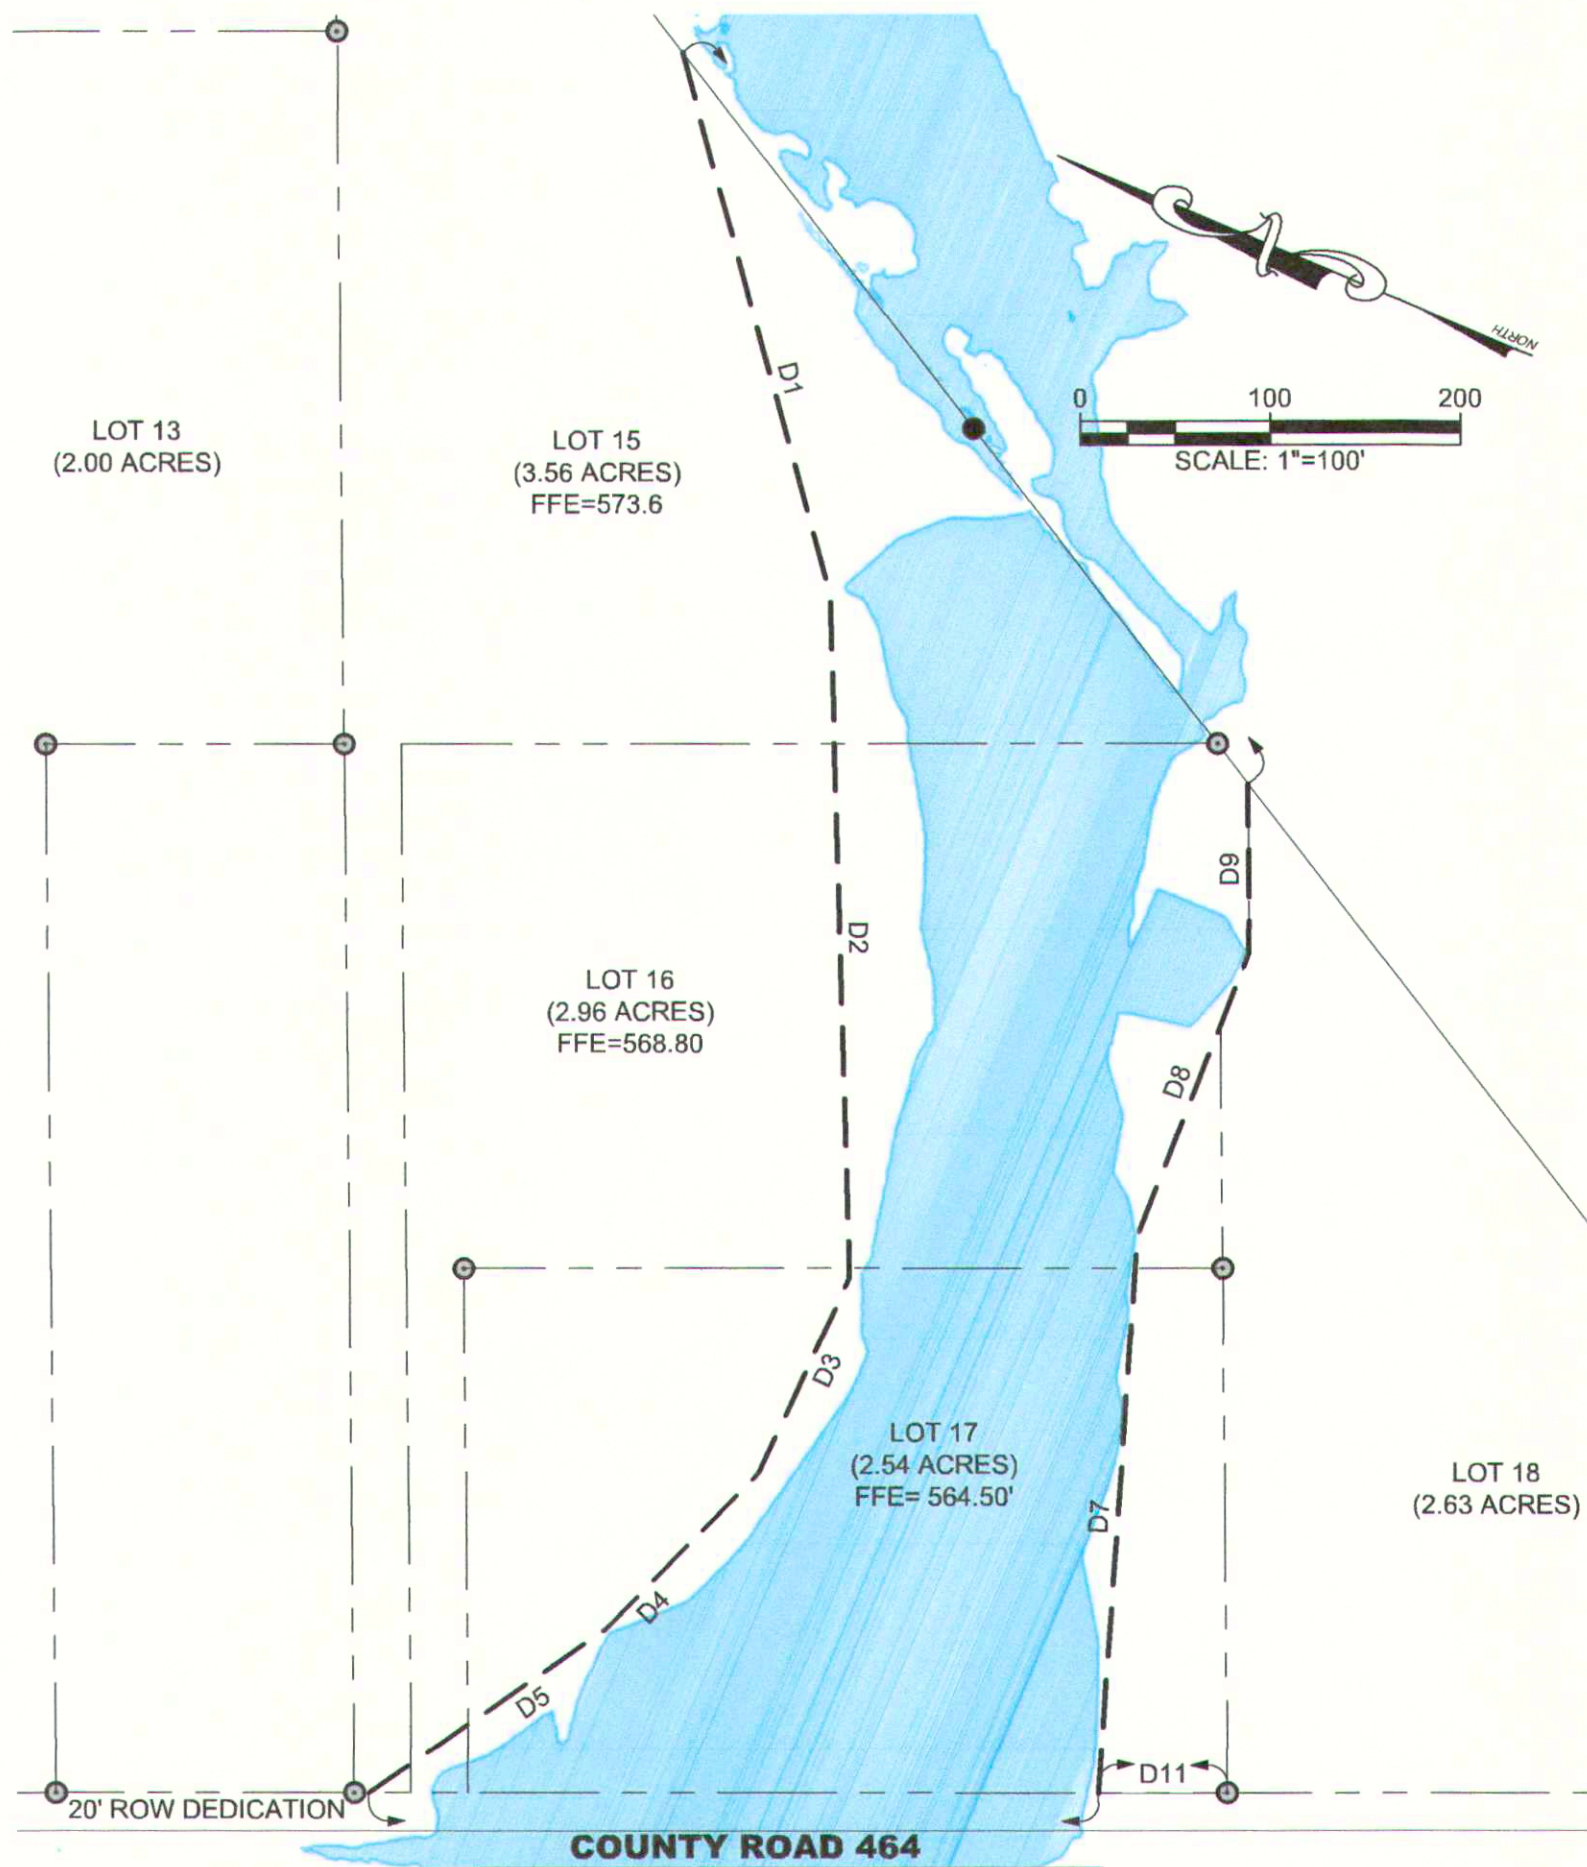 NORTH
0 100 200
SCALE: 1"=100'
D1
LOT 13
(2.00 ACRES)
LOT 15
(3.56 ACRES)
FFE=573.6
D9
D2
LOT 16
(2.96 ACRES)
FFE=568.80
D8
D3
LOT 17
(2.54 ACRES)
FFE= 564.50'
LOT 18
(2.63 ACRES)
D7
D4
D5
D11
20' ROW DEDICATION
COUNTY ROAD 464